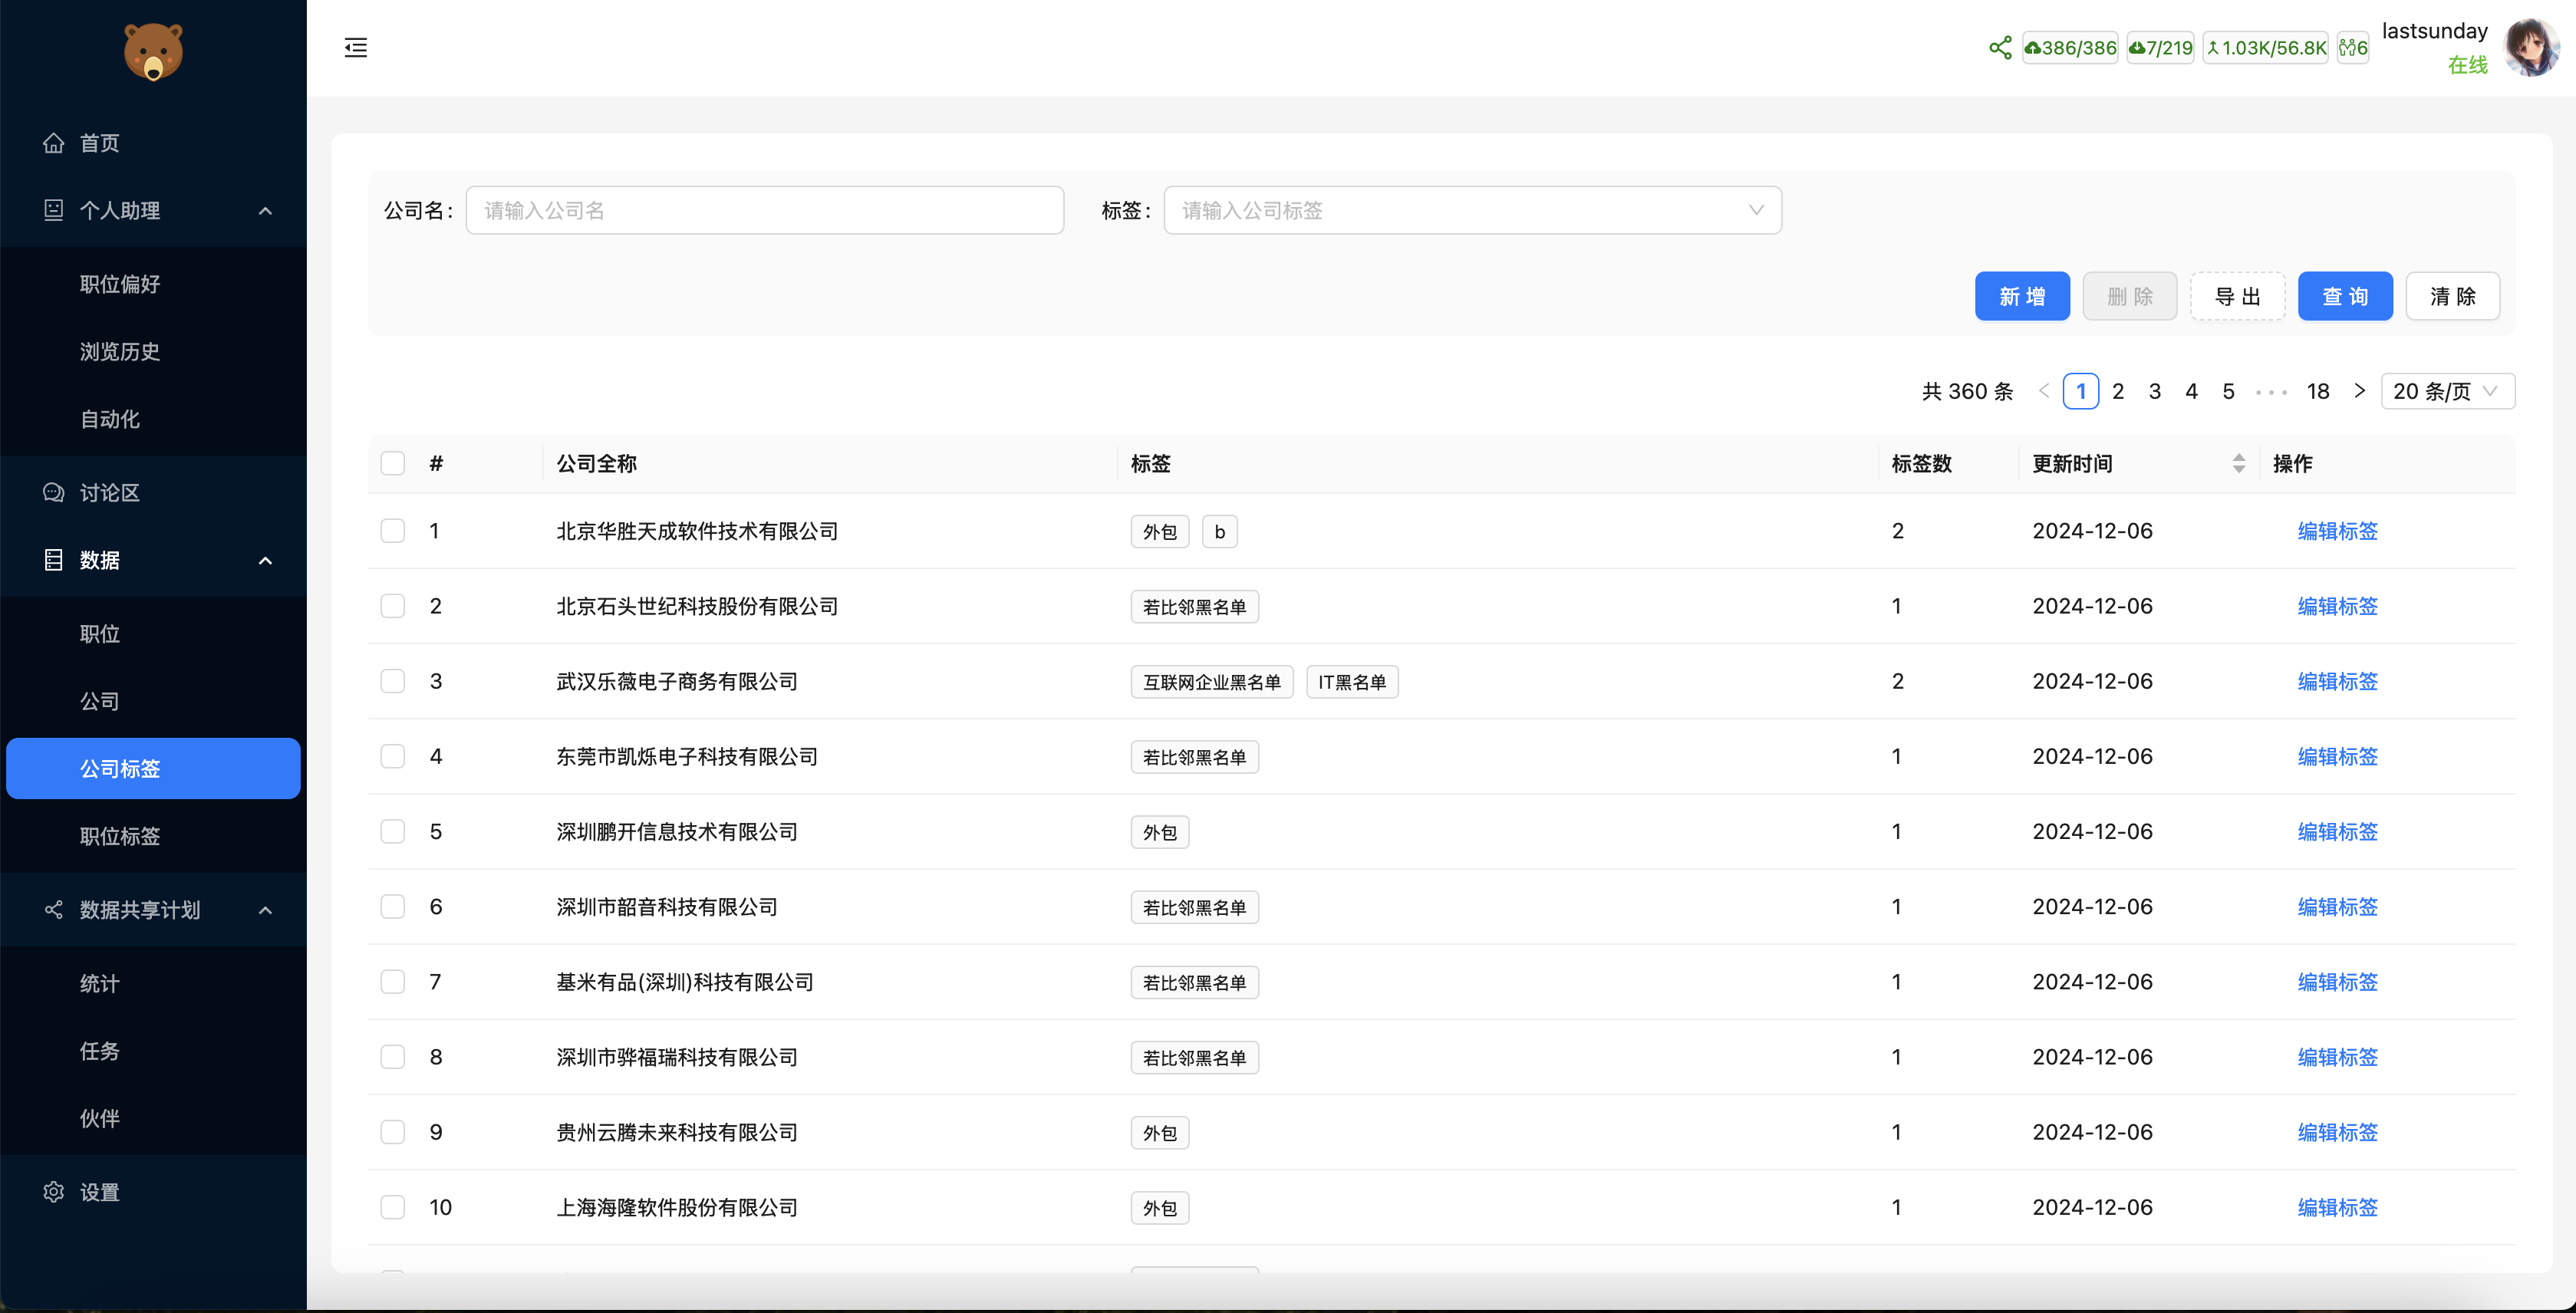 首页
个人助理
职位偏好
浏览历史
自动化
讨论区
数据
职位
公司
公司标签
职位标签
数据共享计划
统计
任务
伙伴
设置
386/386 7/219 1.03K/56.8K 6 lastsunday
在线
公司名: 请输入公司名 标签: 请输入公司标签
新增 删除 导出 查询 清除
共 360 条 1 2 3 4 5 ••• 18 20 条/页
# 公司全称 标签 标签数 更新时间 操作
1 北京华胜天成软件技术有限公司 外包 b 2 2024-12-06 编辑标签
2 北京石头世纪科技股份有限公司 若比邻黑名单 1 2024-12-06 编辑标签
3 武汉乐薇电子商务有限公司 互联网企业黑名单 IT黑名单 2 2024-12-06 编辑标签
4 东莞市凯烁电子科技有限公司 若比邻黑名单 1 2024-12-06 编辑标签
5 深圳鹏开信息技术有限公司 外包 1 2024-12-06 编辑标签
6 深圳市韶音科技有限公司 若比邻黑名单 1 2024-12-06 编辑标签
7 基米有品(深圳)科技有限公司 若比邻黑名单 1 2024-12-06 编辑标签
8 深圳市骅福瑞科技有限公司 若比邻黑名单 1 2024-12-06 编辑标签
9 贵州云腾未来科技有限公司 外包 1 2024-12-06 编辑标签
10 上海海隆软件股份有限公司 外包 1 2024-12-06 编辑标签